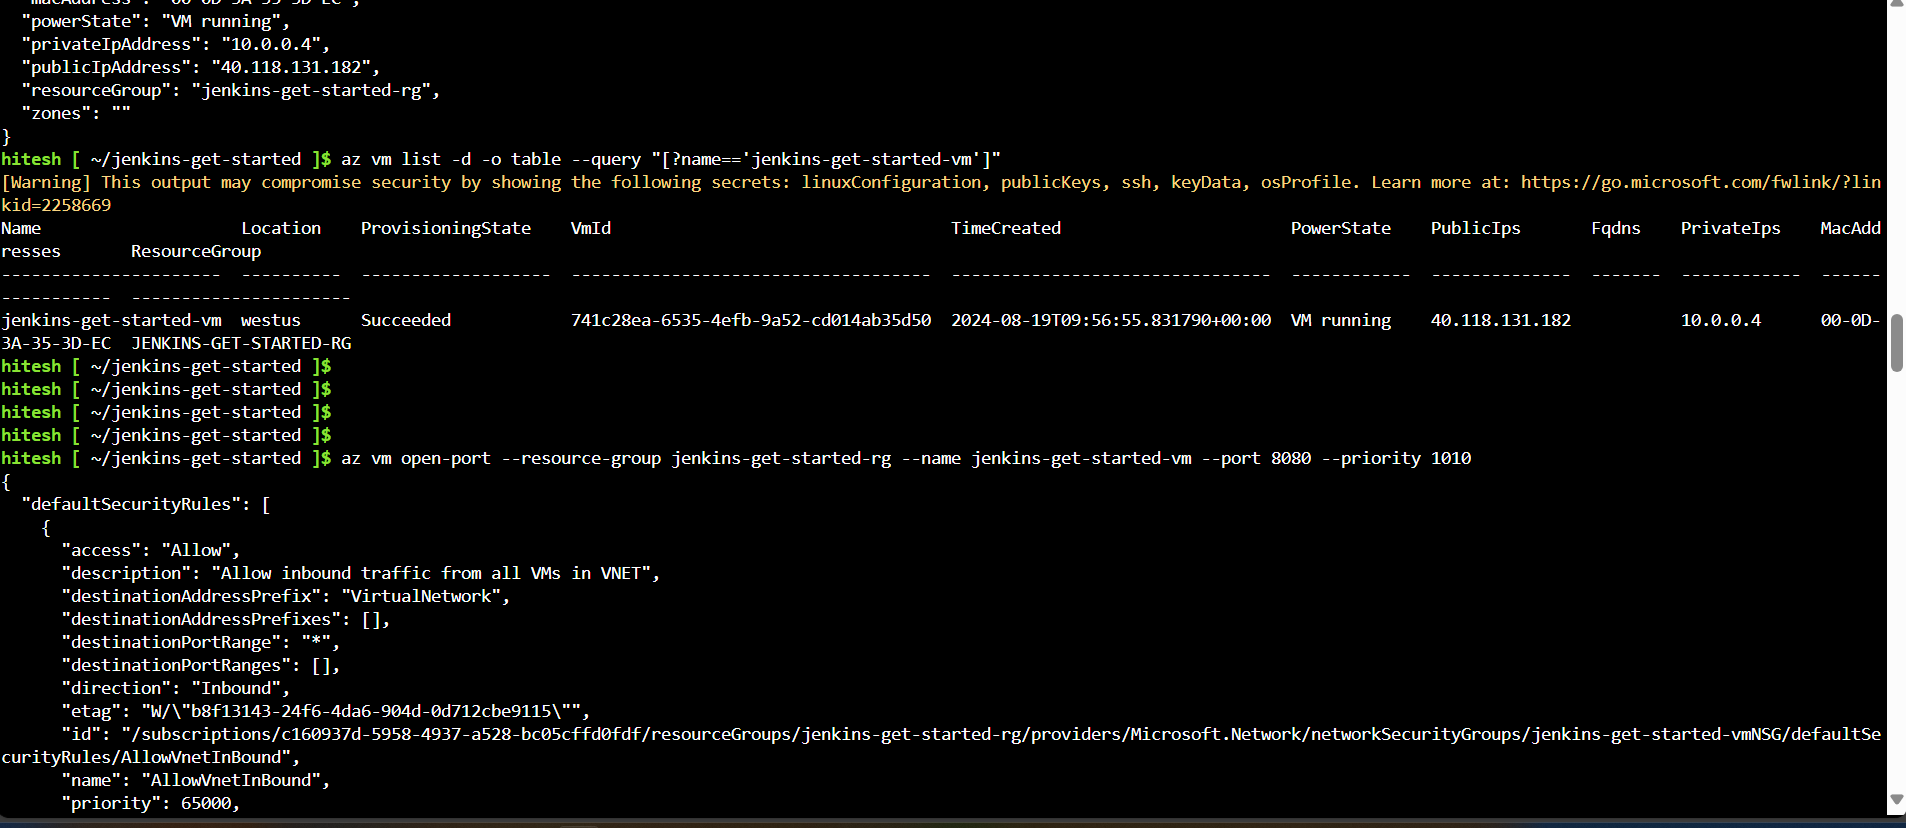 "macAddress": "00-0D-3A-35-3D-EC",
  "powerState": "VM running",
  "privateIpAddress": "10.0.0.4",
  "publicIpAddress": "40.118.131.182",
  "resourceGroup": "jenkins-get-started-rg",
  "zones": ""
}
hitesh [ ~/jenkins-get-started ]$ az vm list -d -o table --query "[?name=='jenkins-get-started-vm']"
[Warning] This output may compromise security by showing the following secrets: linuxConfiguration, publicKeys, ssh, keyData, osProfile. Learn more at: https://go.microsoft.com/fwlink/?lin
kid=2258669
Name                    Location    ProvisioningState    VmId                                  TimeCreated                       PowerState    PublicIps       Fqdns    PrivateIps    MacAdd
resses       ResourceGroup
----------------------  ----------  -------------------  ------------------------------------  --------------------------------  ------------  --------------  -------  ------------  ------
-----------  ----------------------
jenkins-get-started-vm  westus      Succeeded            741c28ea-6535-4efb-9a52-cd014ab35d50  2024-08-19T09:56:55.831790+00:00  VM running    40.118.131.182           10.0.0.4      00-0D-
3A-35-3D-EC  JENKINS-GET-STARTED-RG
hitesh [ ~/jenkins-get-started ]$
hitesh [ ~/jenkins-get-started ]$
hitesh [ ~/jenkins-get-started ]$
hitesh [ ~/jenkins-get-started ]$
hitesh [ ~/jenkins-get-started ]$ az vm open-port --resource-group jenkins-get-started-rg --name jenkins-get-started-vm --port 8080 --priority 1010
{
  "defaultSecurityRules": [
    {
      "access": "Allow",
      "description": "Allow inbound traffic from all VMs in VNET",
      "destinationAddressPrefix": "VirtualNetwork",
      "destinationAddressPrefixes": [],
      "destinationPortRange": "*",
      "destinationPortRanges": [],
      "direction": "Inbound",
      "etag": "W/\"b8f13143-24f6-4da6-904d-0d712cbe9115\"",
      "id": "/subscriptions/c160937d-5958-4937-a528-bc05cffd0fdf/resourceGroups/jenkins-get-started-rg/providers/Microsoft.Network/networkSecurityGroups/jenkins-get-started-vmNSG/defaultSe
curityRules/AllowVnetInBound",
      "name": "AllowVnetInBound",
      "priority": 65000,